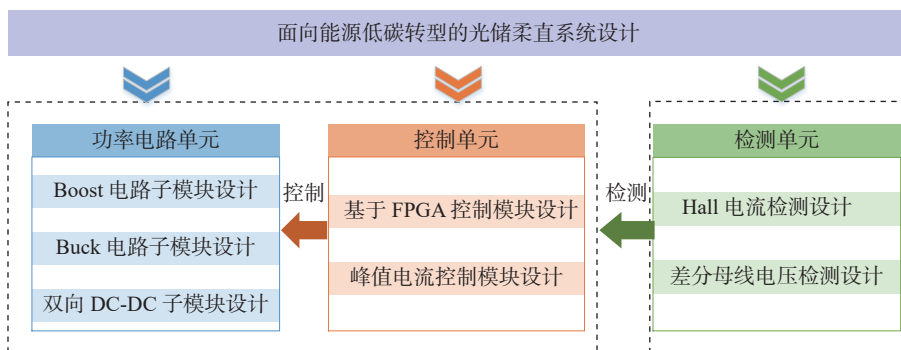 面向能源低碳转型的光储柔直系统设计
功率电路单元
Boost 电路子模块设计
Buck 电路子模块设计
双向 DC-DC 子模块设计
控制
控制单元
基于 FPGA 控制模块设计
峰值电流控制模块设计
检测
检测单元
Hall 电流检测设计
差分母线电压检测设计